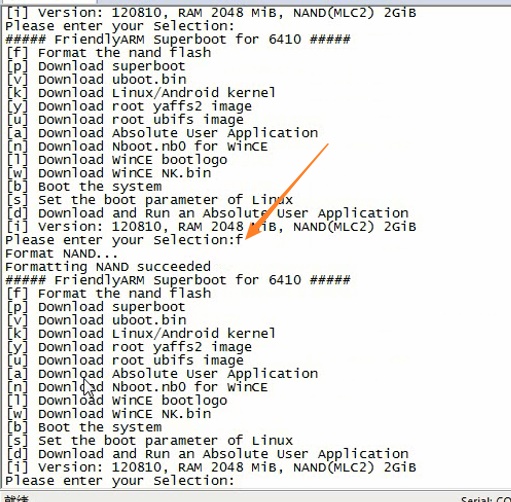 [i] Version: 120810, RAM 2048 MiB, NAND(MLC2) 2GiB
Please enter your Selection:
##### FriendlyARM Superboot for 6410 #####
[f] Format the nand flash
[p] Download superboot
[v] Download uboot.bin
[k] Download Linux/Android kernel
[y] Download root yaffs2 image
[u] Download root ubifs image
[a] Download Absolute User Application
[n] Download Nboot.nb0 for WinCE
[l] Download WinCE bootlogo
[w] Download WinCE NK.bin
[b] Boot the system
[s] Set the boot parameter of Linux
[d] Download and Run an Absolute User Application
[i] Version: 120810, RAM 2048 MiB, NAND(MLC2) 2GiB
Please enter your Selection:f
Format NAND...
Formatting NAND succeeded
##### FriendlyARM Superboot for 6410 #####
[f] Format the nand flash
[p] Download superboot
[v] Download uboot.bin
[k] Download Linux/Android kernel
[y] Download root yaffs2 image
[u] Download root ubifs image
[a] Download Absolute User Application
[n] Download Nboot.nb0 for WinCE
[l] Download WinCE bootlogo
[w] Download WinCE NK.bin
[b] Boot the system
[s] Set the boot parameter of Linux
[d] Download and Run an Absolute User Application
[i] Version: 120810, RAM 2048 MiB, NAND(MLC2) 2GiB
Please enter your Selection:
就绪 Serial: CO